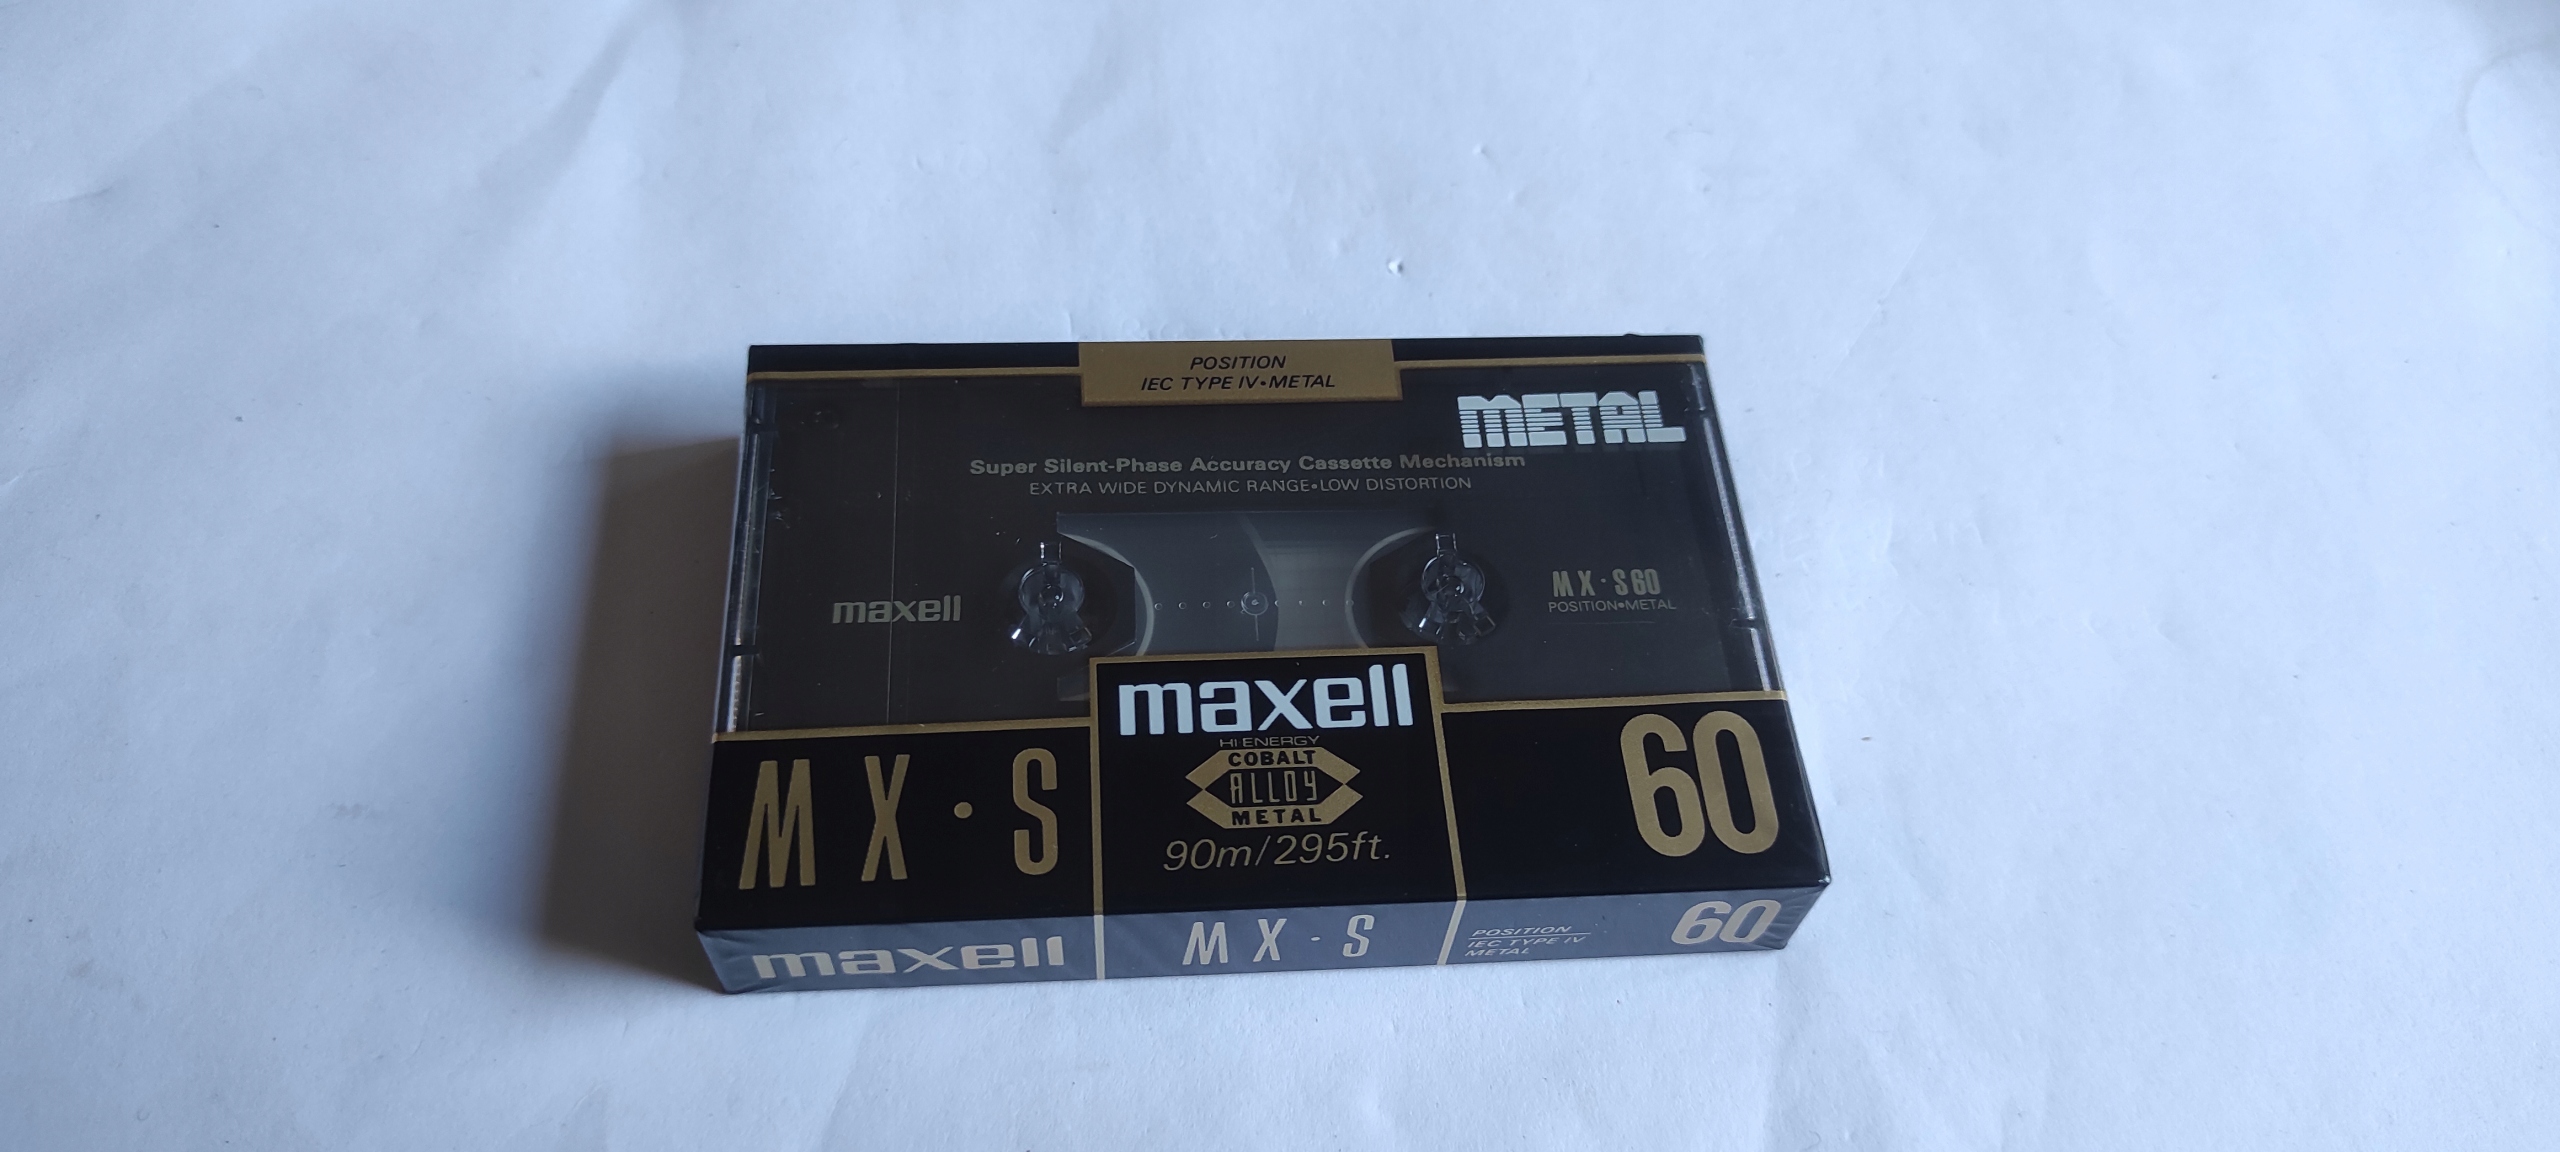 POSITION
IEC TYPE IV•METAL
METAL
Super Silent-Phase Accuracy Cassette Mechanism
EXTRA WIDE DYNAMIC RANGE•LOW DISTORTION
maxell
MX·S60
POSITION•METAL
maxell
HI ENERGY
COBALT
ALLOY
METAL
90m/295ft.
MX·S
60
maxell
MX·S
POSITION
IEC TYPE IV
METAL
60